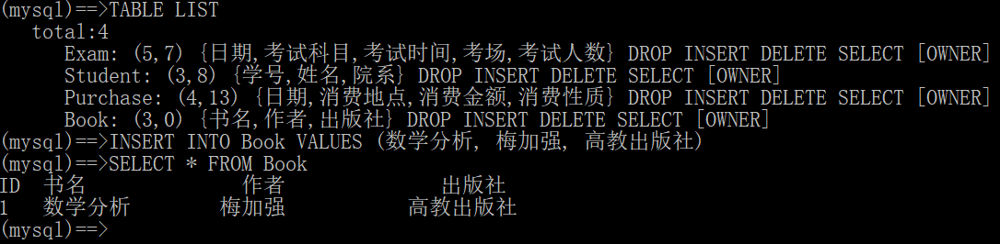 (mysql)==>TABLE LIST
total:4
Exam: (5,7) {日期,考试科目,考试时间,考场,考试人数} DROP INSERT DELETE SELECT [OWNER]
Student: (3,8) {学号,姓名,院系} DROP INSERT DELETE SELECT [OWNER]
Purchase: (4,13) {日期,消费地点,消费金额,消费性质} DROP INSERT DELETE SELECT [OWNER]
Book: (3,0) {书名,作者,出版社} DROP INSERT DELETE SELECT [OWNER]
(mysql)==>INSERT INTO Book VALUES (数学分析, 梅加强, 高教出版社)
(mysql)==>SELECT * FROM Book
ID 书名 作者 出版社
1 数学分析 梅加强 高教出版社
(mysql)==>